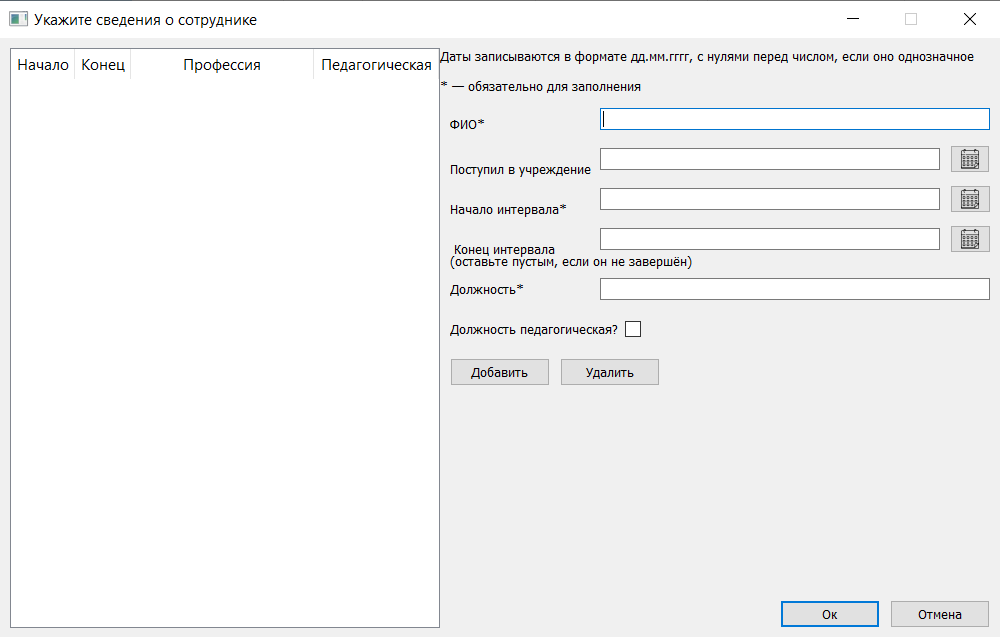 Укажите сведения о сотруднике
Начало Конец Профессия Педагогическая
Даты записываются в формате дд.мм.гггг, с нулями перед числом, если оно однозначное
* — обязательно для заполнения
ФИО*
Поступил в учреждение
Начало интервала*
Конец интервала
(оставьте пустым, если он не завершён)
Должность*
Должность педагогическая?
Добавить Удалить
Ок Отмена